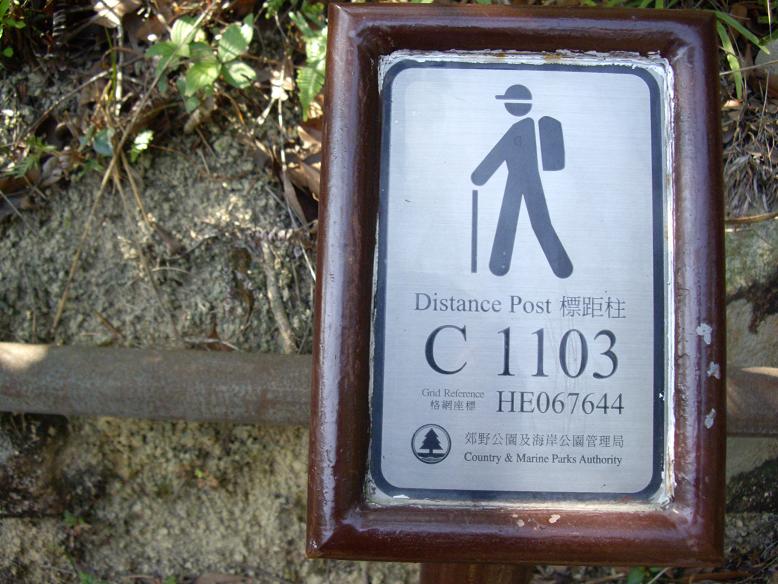 Distance Post 標距柱
C 1103
Grid Reference
格網座標
HE067644
郊野公園及海岸公園管理局
Country & Marine Parks Authority